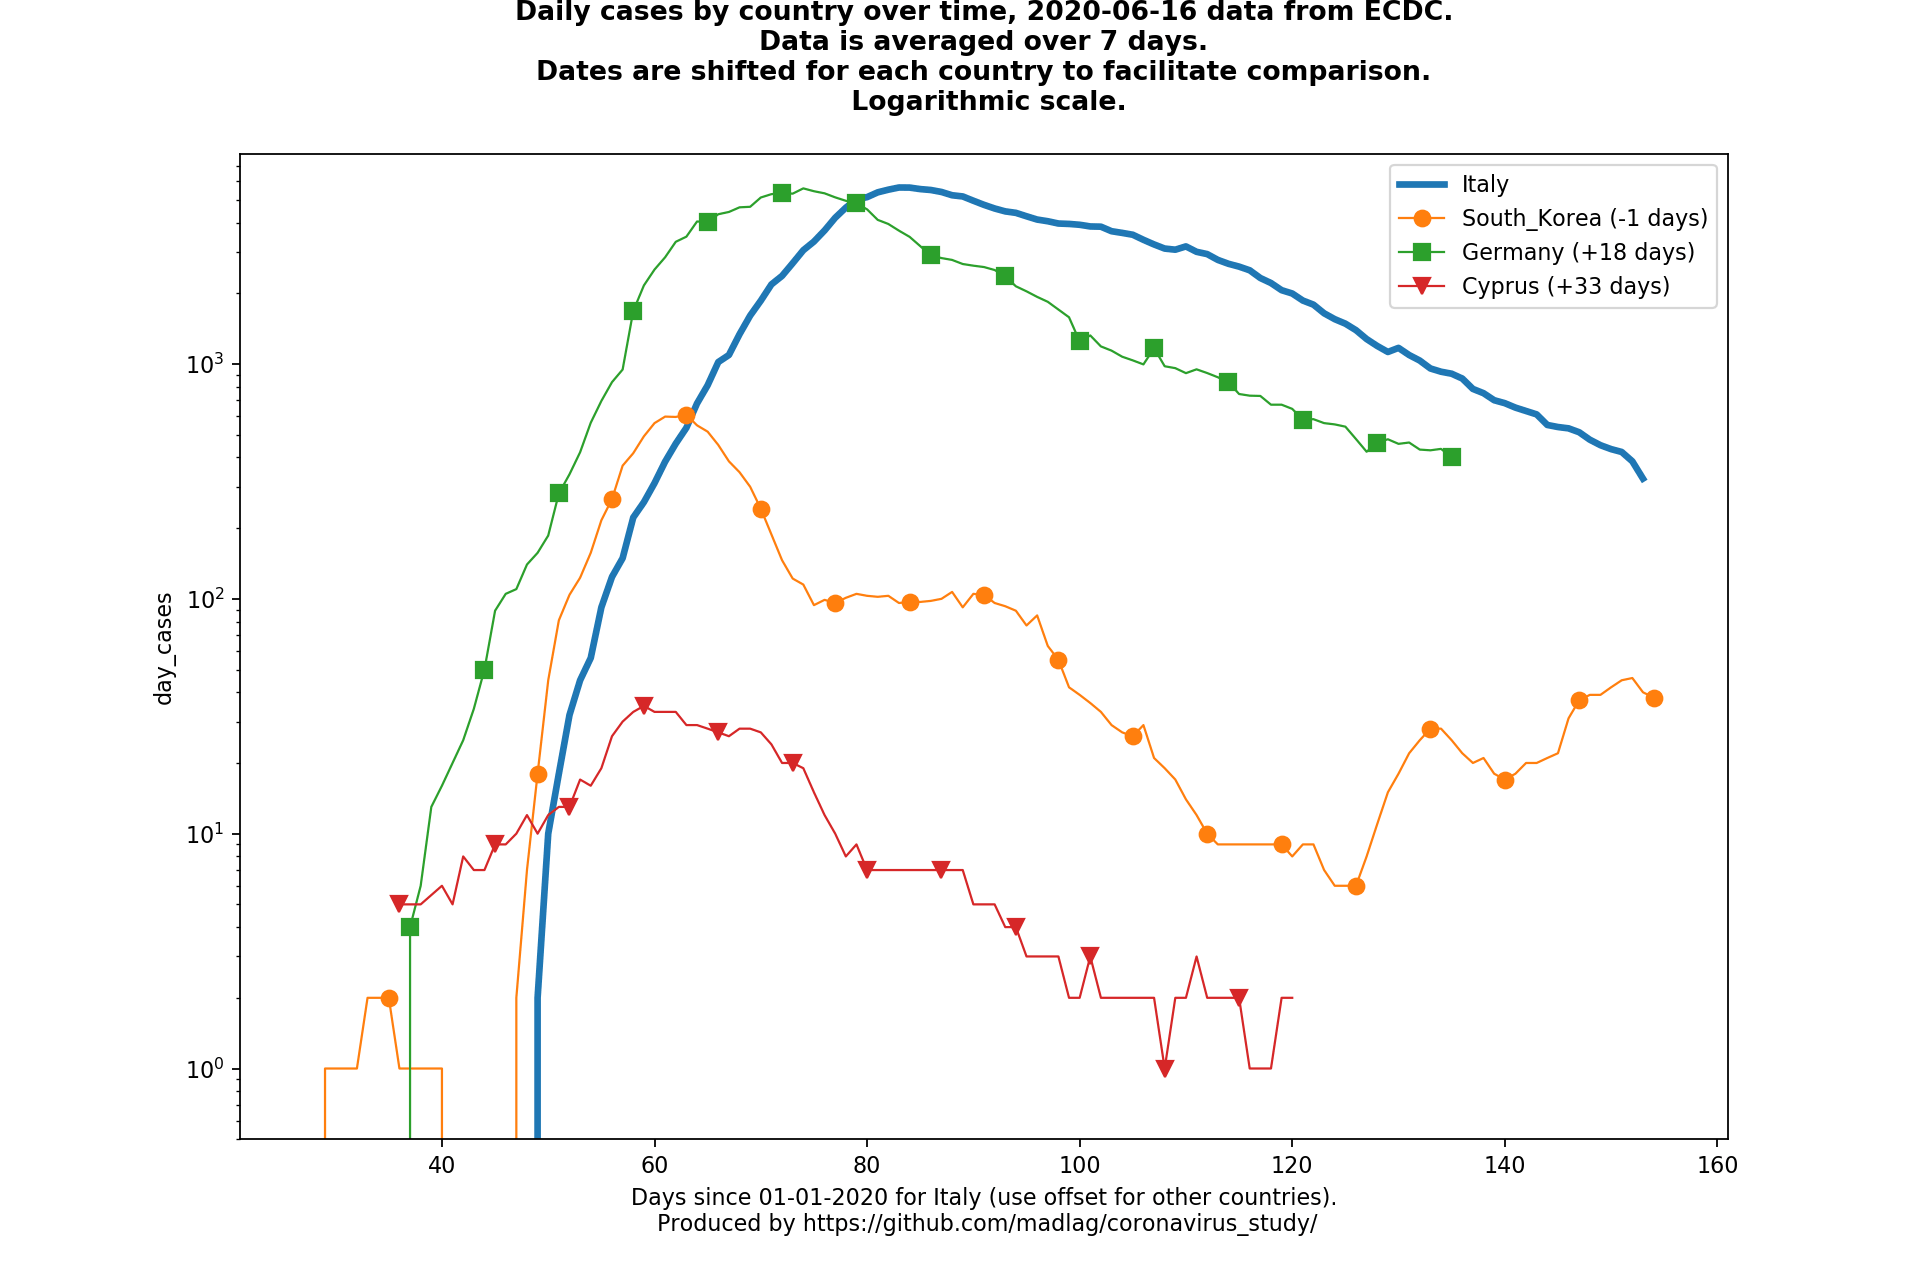 Daily cases by country over time, 2020-06-16 data from ECDC.
Data is averaged over 7 days.
Dates are shifted for each country to facilitate comparison.
Logarithmic scale.
Italy
South_Korea (-1 days)
Germany (+18 days)
Cyprus (+33 days)
day_cases
10³
10²
10¹
10⁰
40 60 80 100 120 140 160
Days since 01-01-2020 for Italy (use offset for other countries).
Produced by https://github.com/madlag/coronavirus_study/